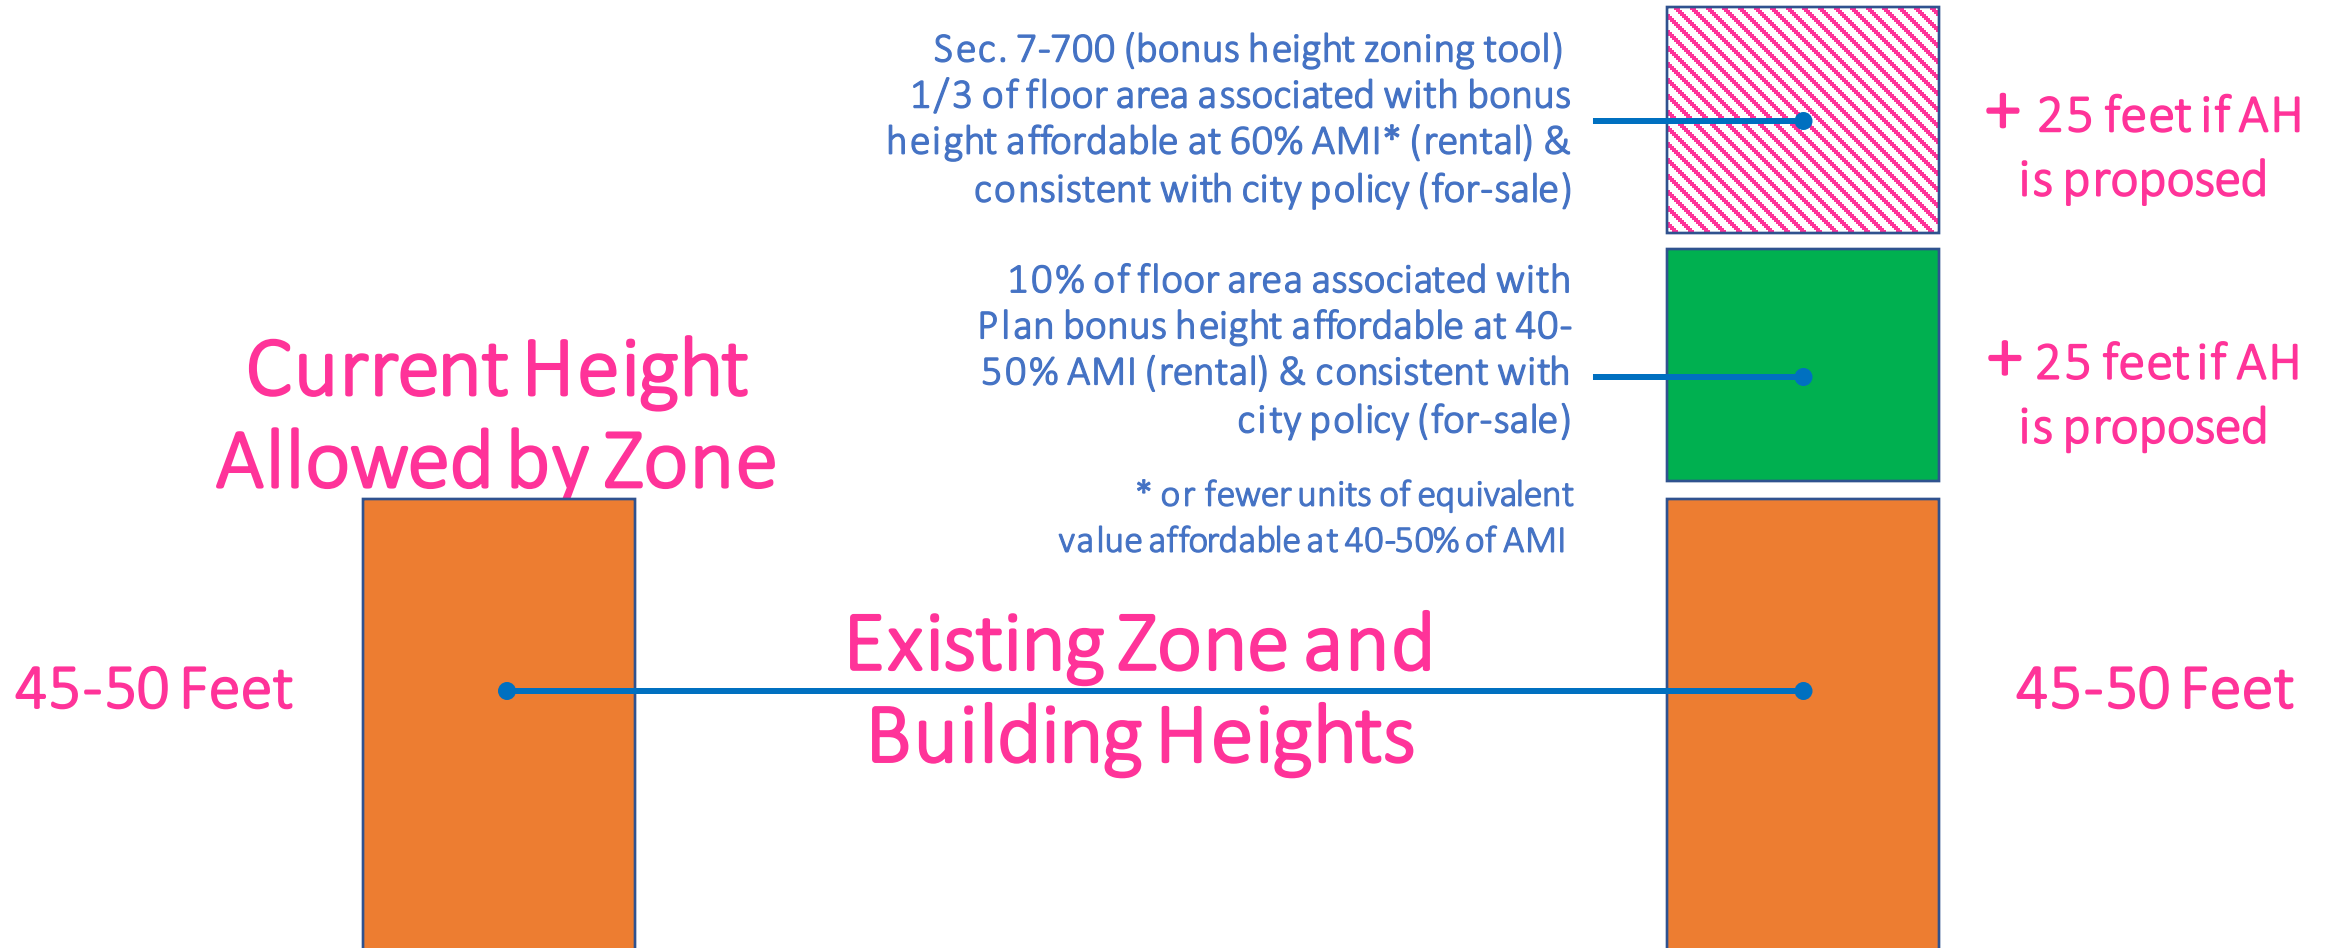 Sec. 7-700 (bonus height zoning tool)
1/3 of floor area associated with bonus
height affordable at 60% AMI* (rental) &
consistent with city policy (for-sale)
+ 25 feet if AH
is proposed
10% of floor area associated with
Plan bonus height affordable at 40-
50% AMI (rental) & consistent with
city policy (for-sale)
+ 25 feet if AH
is proposed
* or fewer units of equivalent
value affordable at 40-50% of AMI
Current Height
Allowed by Zone
45-50 Feet
Existing Zone and
Building Heights
45-50 Feet